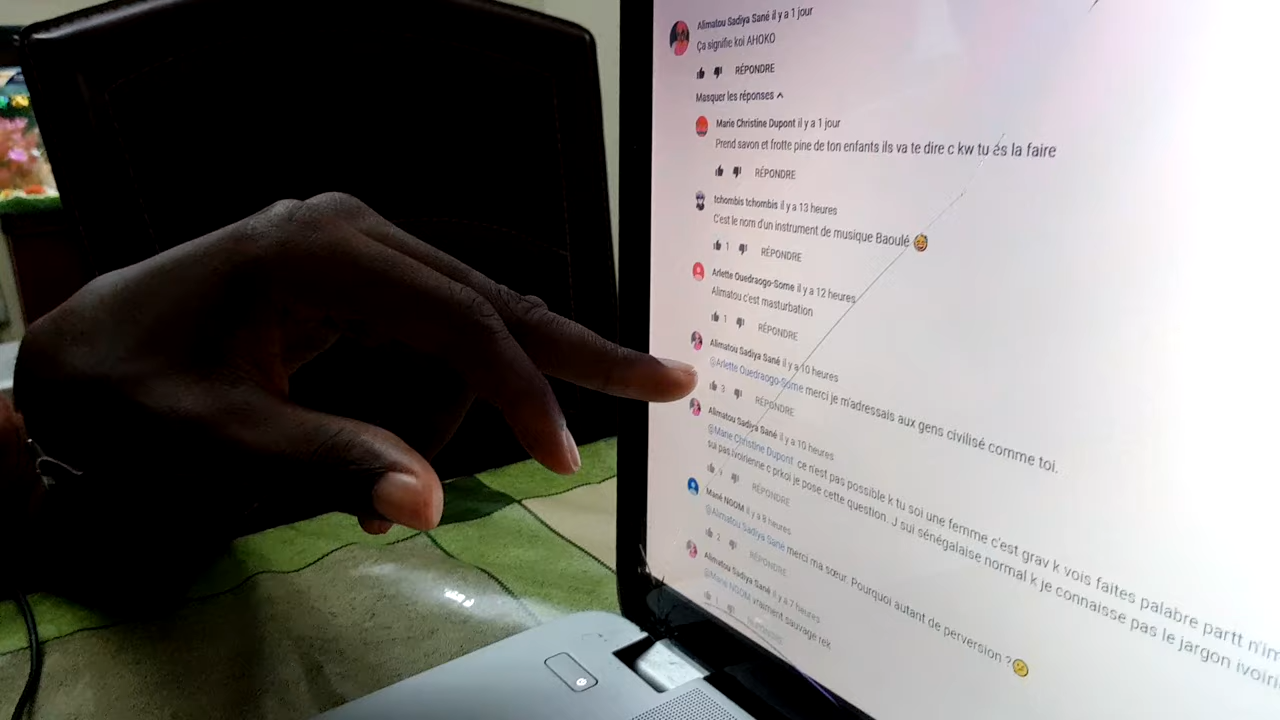 Alimatou Sadiya Sané il y a 1 jour
Ça signifie koi AHOKO
RÉPONDRE
Masquer les réponses
Marie Christine Dupont il y a 1 jour
Prend savon et frotte pine de ton enfants ils va te dire c kw tu és la faire
RÉPONDRE
tchombis tchombis il y a 13 heures
C'est le nom d'un instrument de musique Baoulé 😅
1 RÉPONDRE
Arlette Ouedraogo-Some il y a 12 heures
Alimatou c'est masturbation
1 RÉPONDRE
Alimatou Sadiya Sané il y a 10 heures
@Arlette Ouedraogo-Some merci je m'adressais aux gens civilisé comme toi.
3 RÉPONDRE
Alimatou Sadiya Sané il y a 10 heures
@Marie Christine Dupont ce n'est pas possible k tu soi une femme c'est grav k vois faites palabre partt n'im
sui pas ivoirienne c prkoi je pose cette question. J sui sénégalaise normal k je connaisse pas le jargon ivoiri
RÉPONDRE
Mané NGOM il y a 8 heures
@Alimatou Sadiya Sané merci ma sœur. Pourquoi autant de perversion ?😕
2 RÉPONDRE
Alimatou Sadiya Sané il y a 7 heures
@Mané NGOM vraiment sauvage rek
1 RÉPONDRE